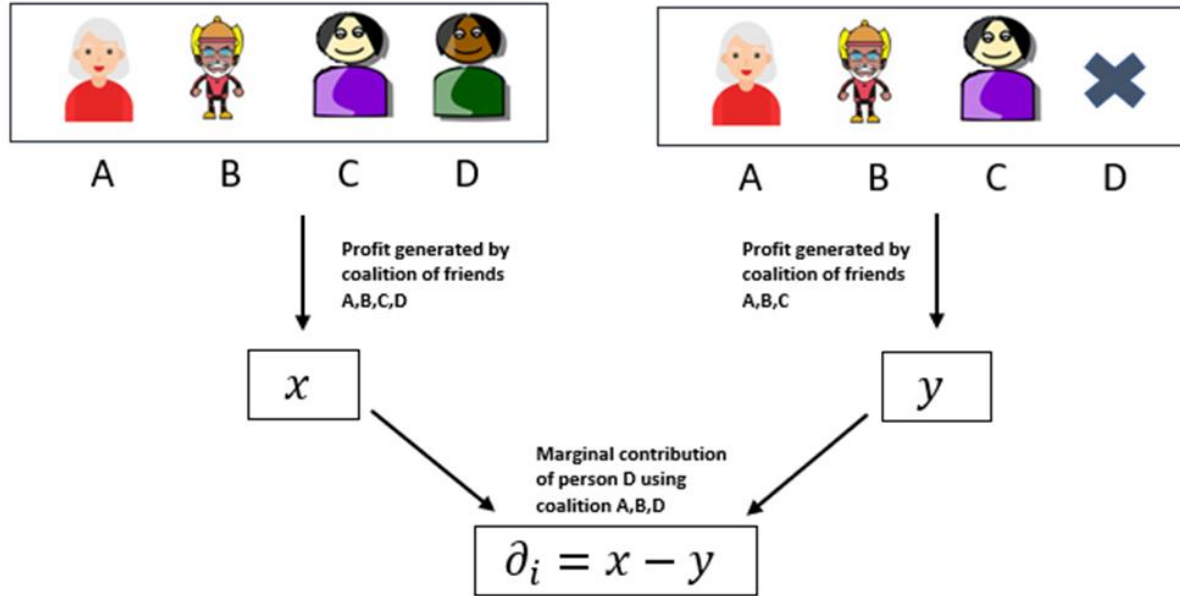 A B C D
A B C D
Profit generated by
coalition of friends
A,B,C,D
Profit generated by
coalition of friends
A,B,C
x
y
Marginal contribution
of person D using
coalition A,B,D
∂ᵢ = x − y